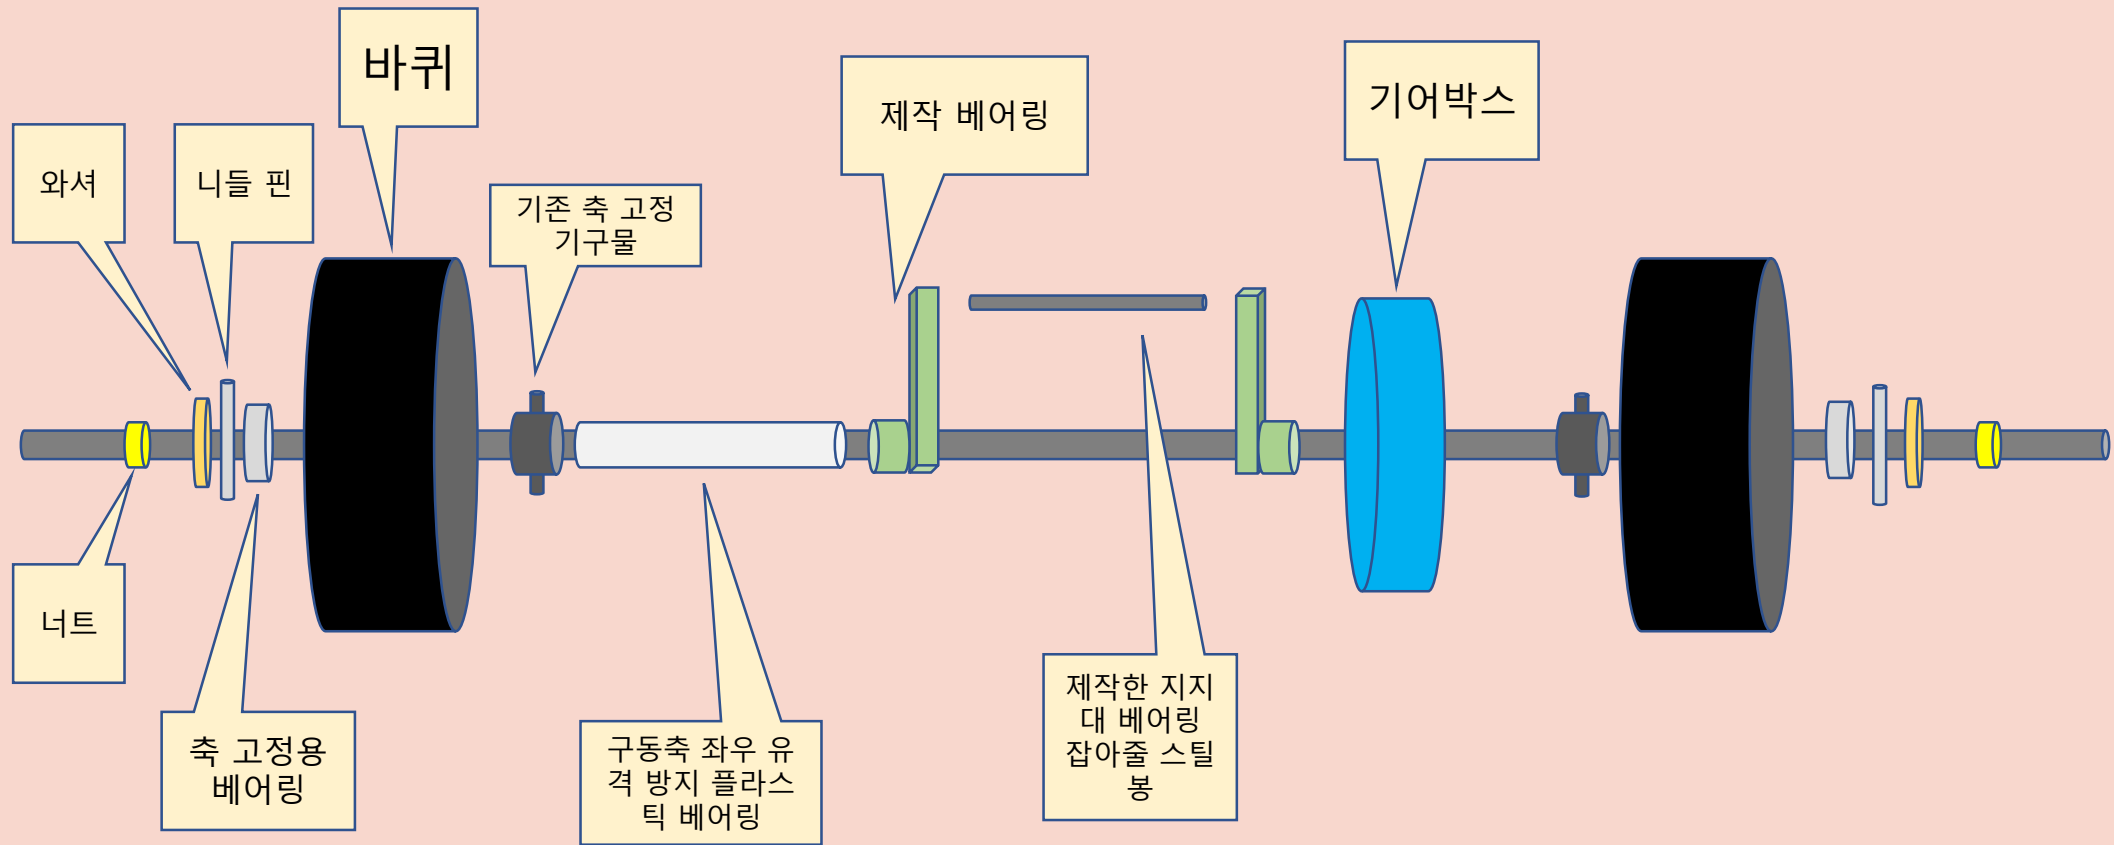 바퀴
제작 베어링
기어박스
와셔
니들 핀
기존 축 고정
기구물
너트
축 고정용
베어링
구동축 좌우 유
격 방지 플라스
틱 베어링
제작한 지지
대 베어링
잡아줄 스틸
봉